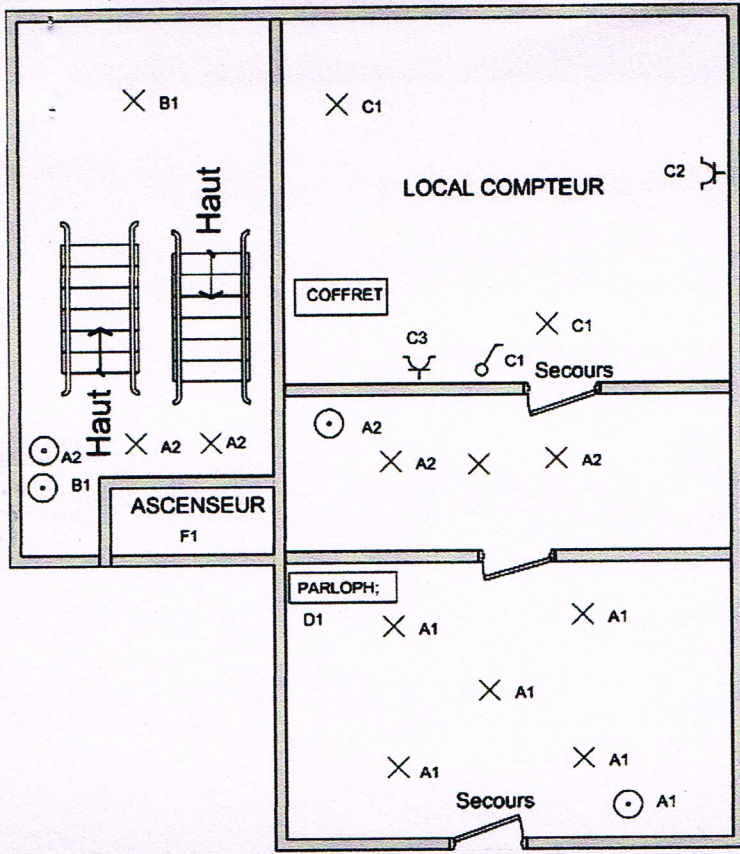 B1
C1
C2
LOCAL COMPTEUR
Haut
COFFRET
C1
C3
C1
Secours
Haut
A2
A2
A2
A2
A2
A2
B1
ASCENSEUR
F1
PARLOPH;
D1
A1
A1
A1
A1
A1
Secours
A1